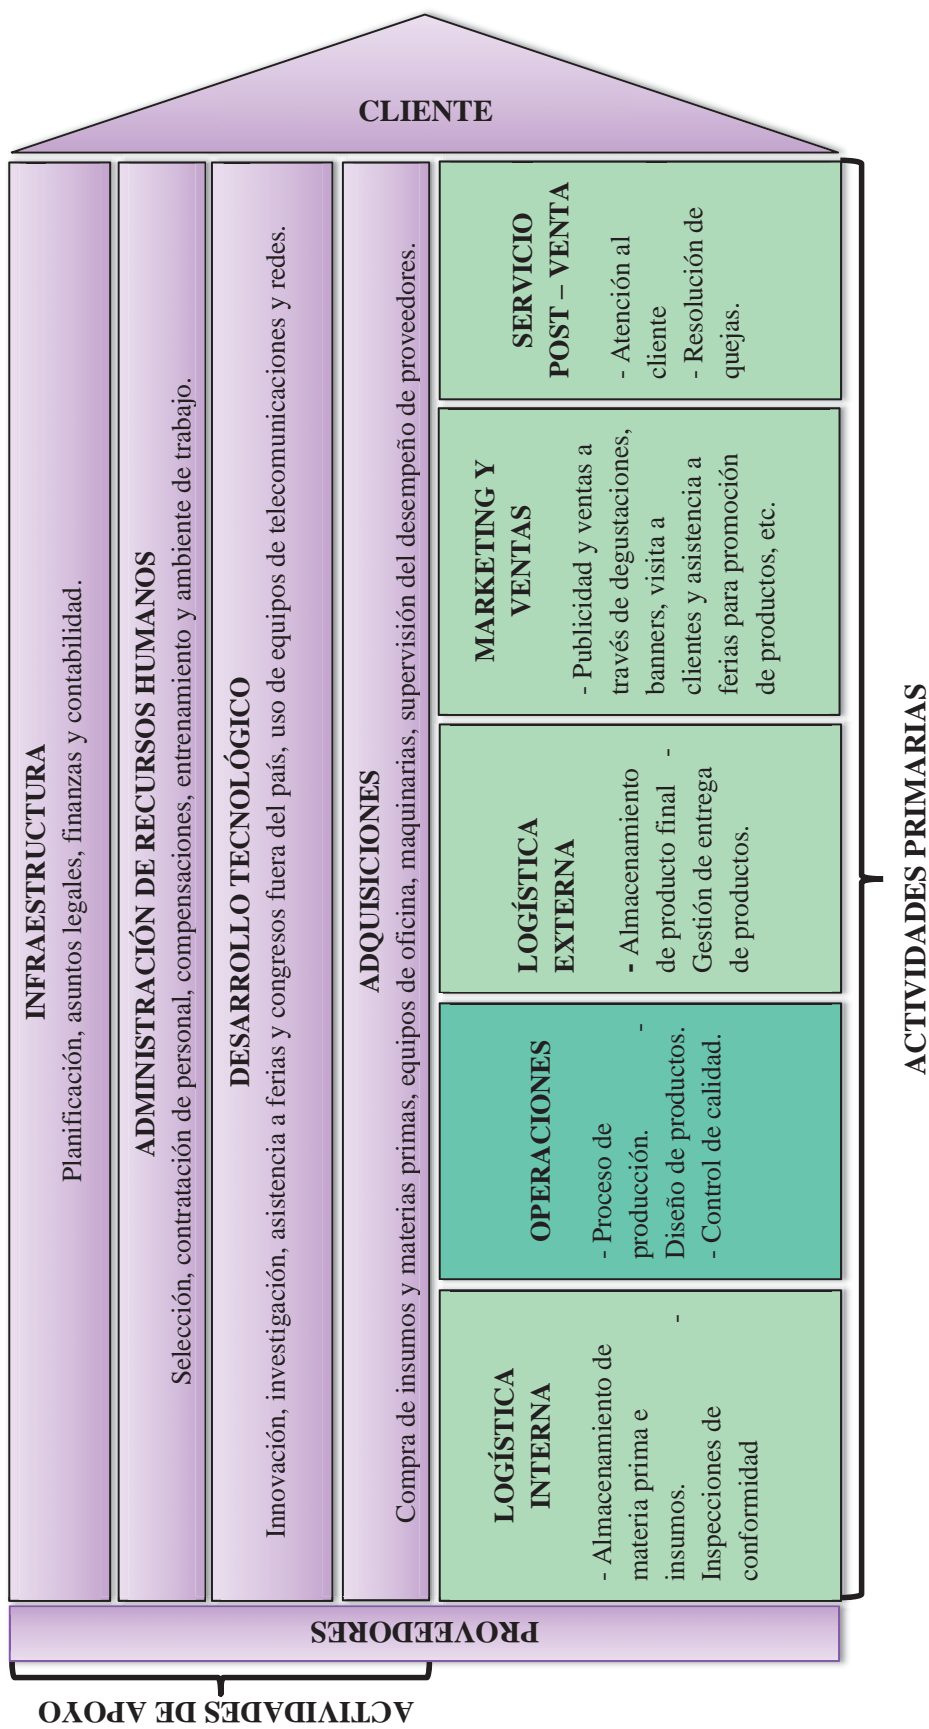 ACTIVIDADES DE APOYO
PROVEEDORES
INFRAESTRUCTURA
Planificación, asuntos legales, finanzas y contabilidad.
ADMINISTRACIÓN DE RECURSOS HUMANOS
Selección, contratación de personal, compensaciones, entrenamiento y ambiente de trabajo.
DESARROLLO TECNOLÓGICO
Innovación, investigación, asistencia a ferias y congresos fuera del país, uso de equipos de telecomunicaciones y redes.
ADQUISICIONES
Compra de insumos y materias primas, equipos de oficina, maquinarias, supervisión del desempeño de proveedores.
LOGÍSTICA
INTERNA
- Almacenamiento de
materia prima e
insumos. -
Inspecciones de
conformidad
OPERACIONES
- Proceso de
producción. -
Diseño de productos.
- Control de calidad.
LOGÍSTICA
EXTERNA
- Almacenamiento
de producto final -
Gestión de entrega
de productos.
MARKETING Y
VENTAS
- Publicidad y ventas a
través de degustaciones,
banners, visita a
clientes y asistencia a
ferias para promoción
de productos, etc.
SERVICIO
POST – VENTA
- Atención al
cliente
- Resolución de
quejas.
CLIENTE
ACTIVIDADES PRIMARIAS